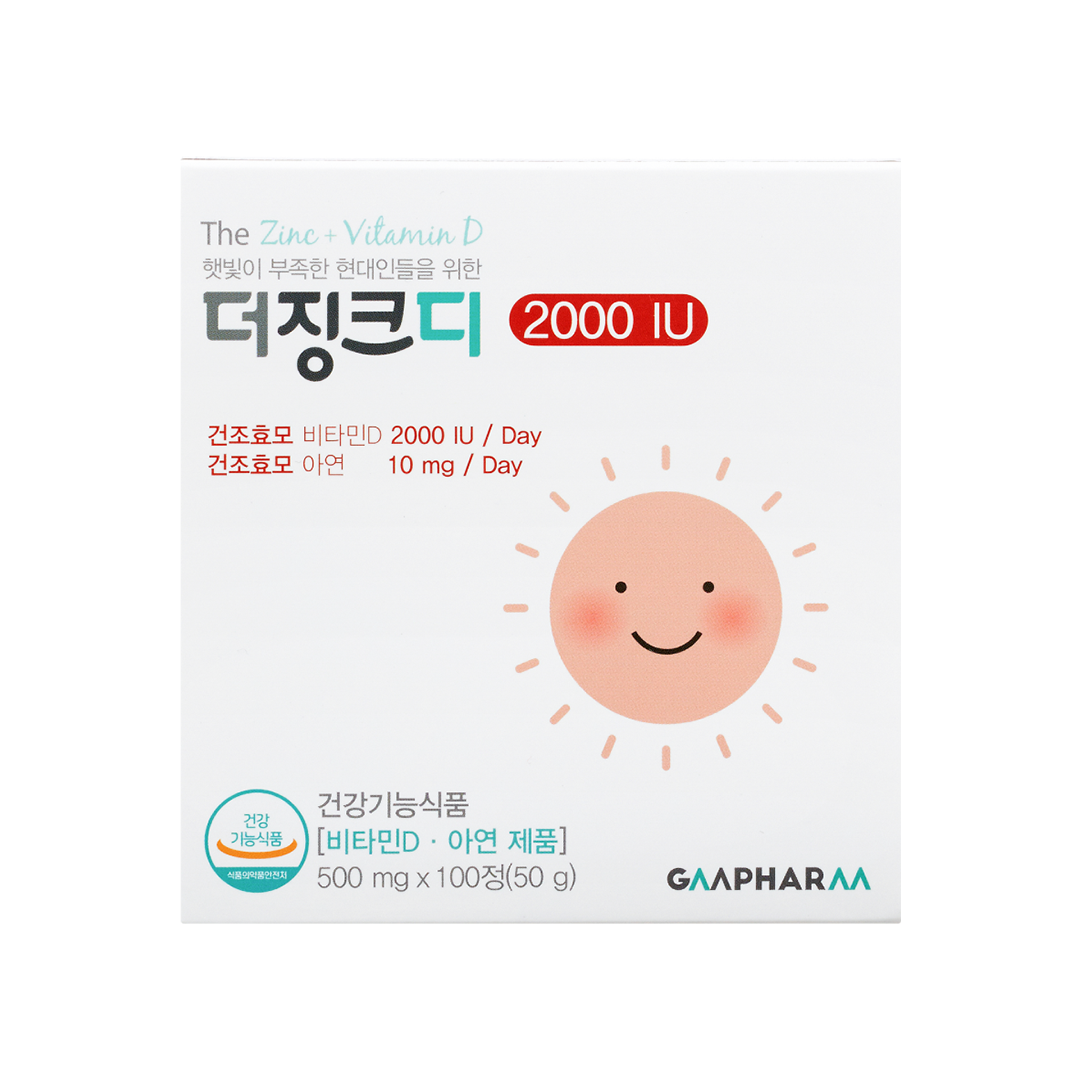 The Zinc + Vitamin D
햇빛이 부족한 현대인들을 위한
더징크디 2000 IU
건조효모 비타민D 2000 IU / Day
건조효모 아연 10 mg / Day
건강
기능식품
식품의약품안전처
건강기능식품
[비타민D · 아연 제품]
500 mg x 100정(50 g)
GΛΛPHARΛΛ